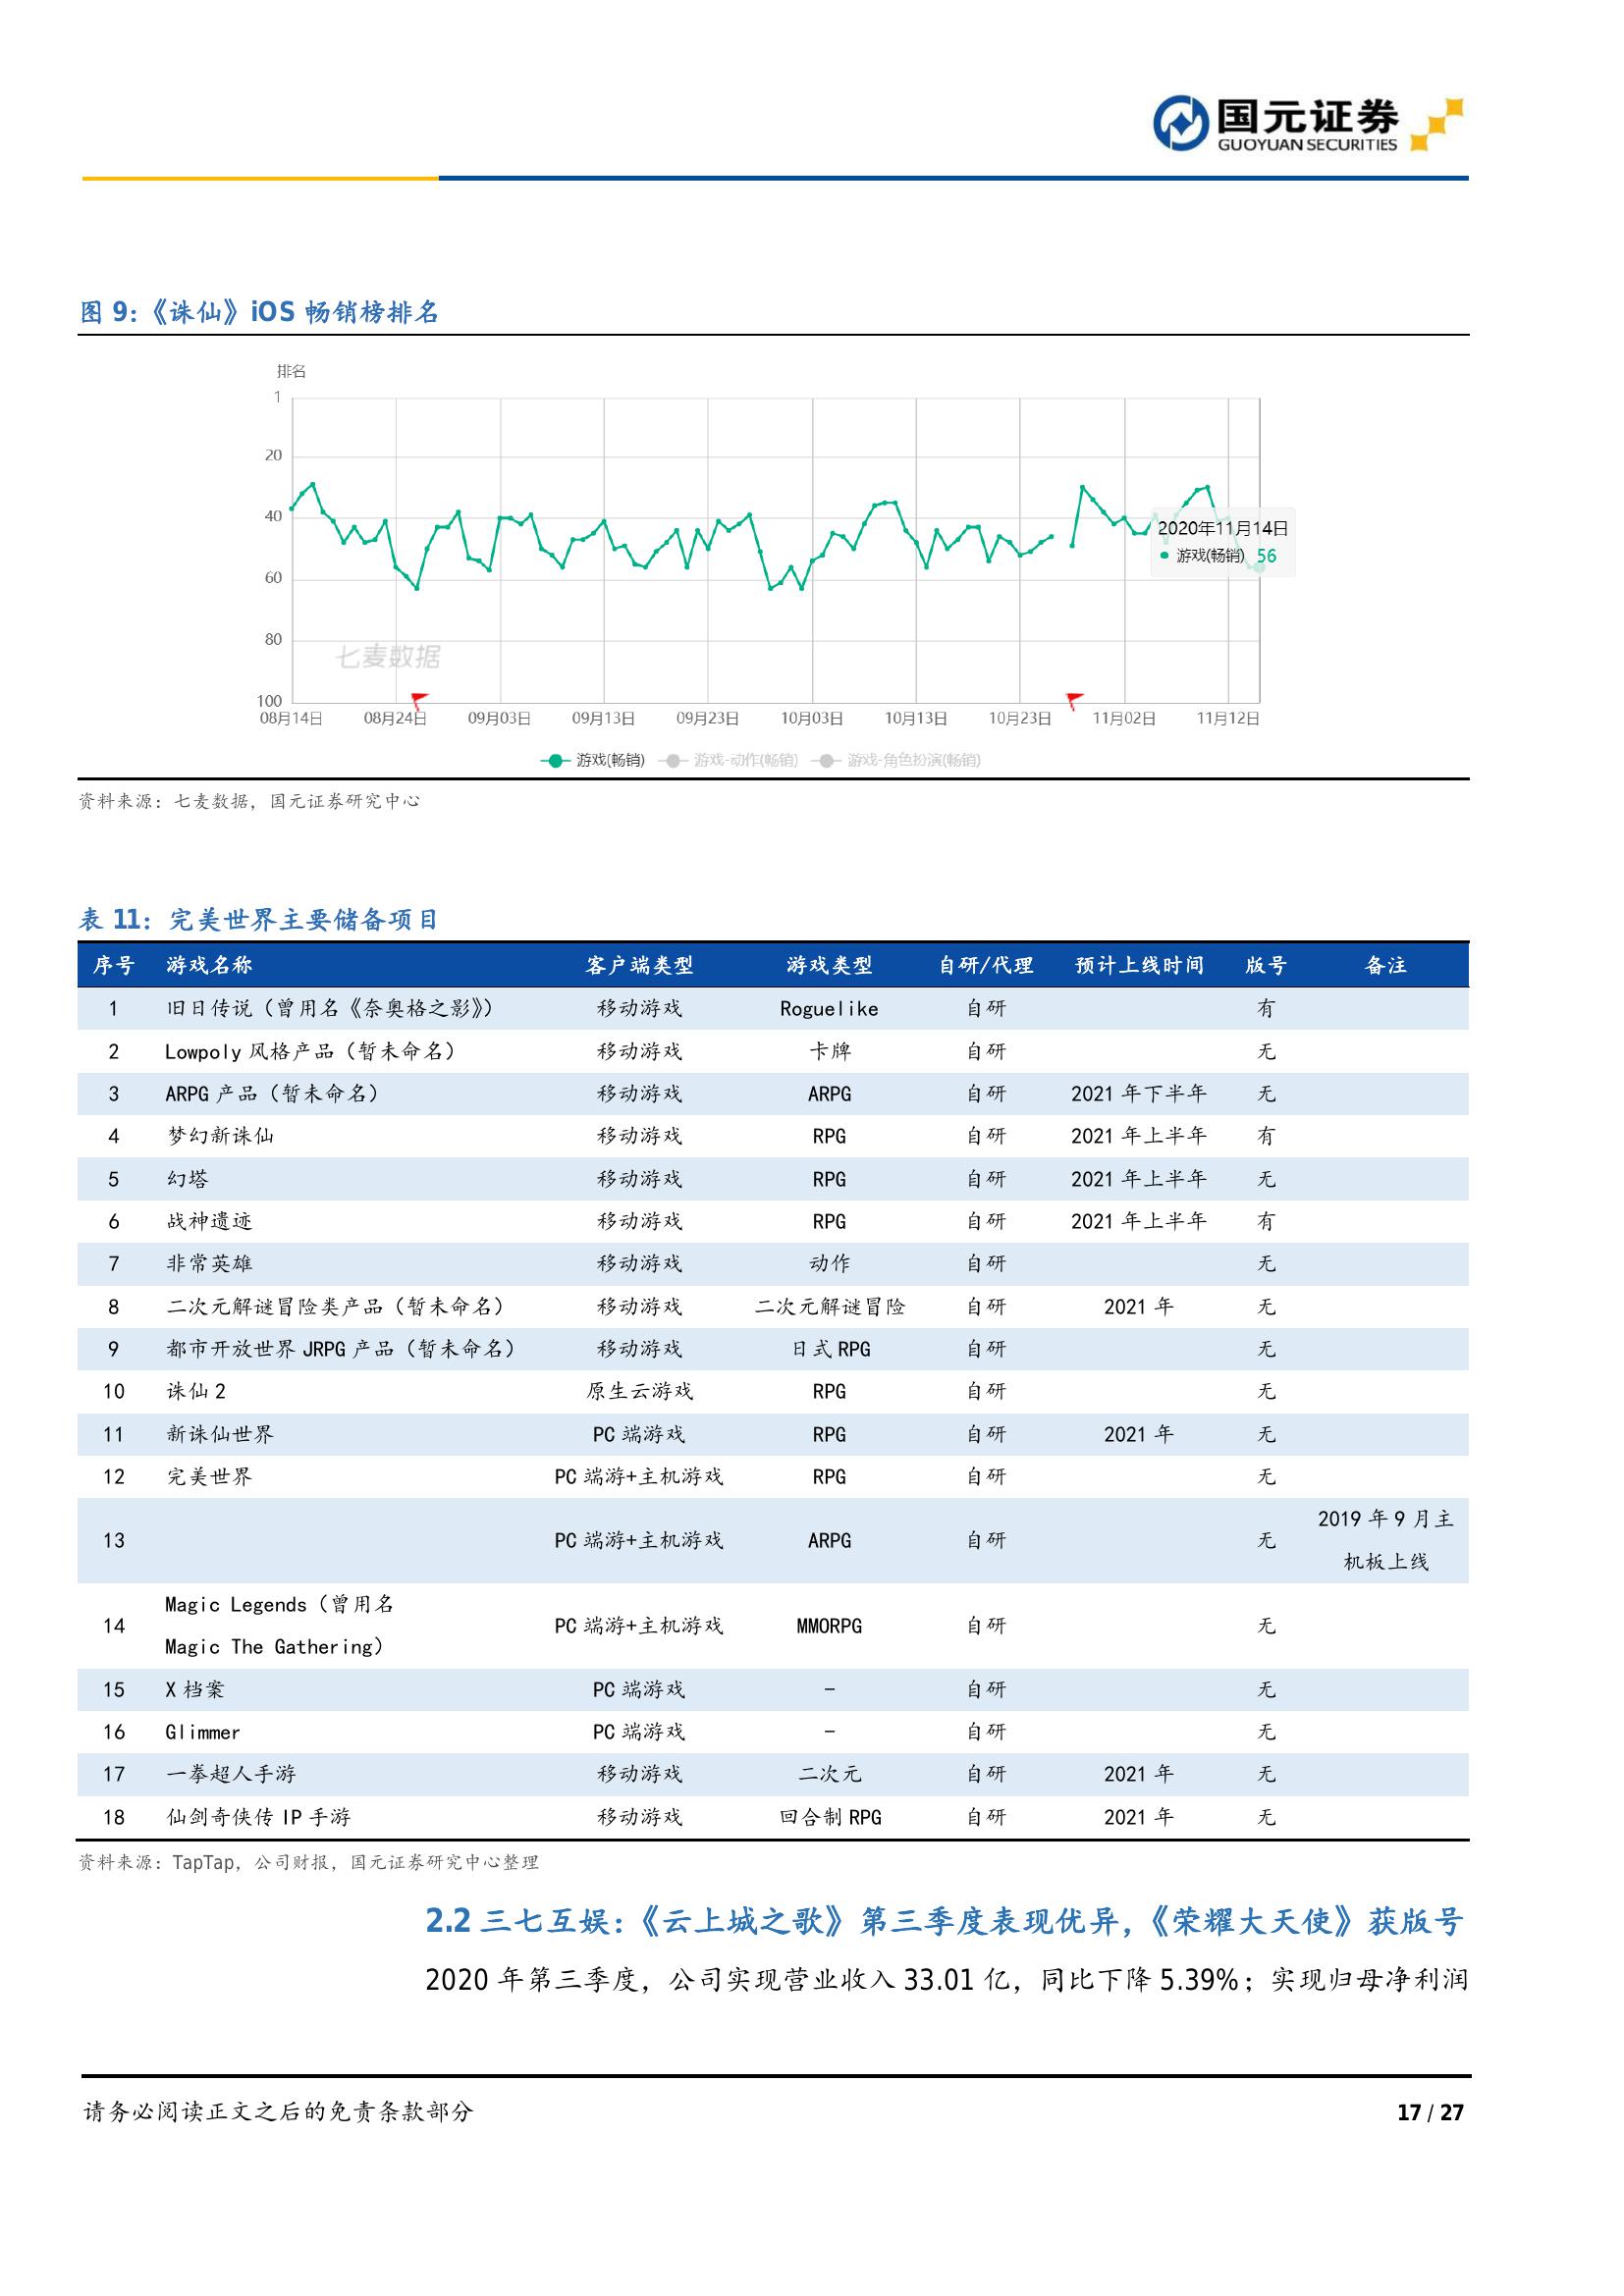 国元证券
GUOYUAN SECURITIES
图 9：《诛仙》iOS 畅销榜排名
排名
1
20
40
60
80
100
2020年11月14日
游戏(畅销) 56
七麦数据
08月14日 08月24日 09月03日 09月13日 09月23日 10月03日 10月13日 10月23日 11月02日 11月12日
游戏(畅销) 游戏-动作(畅销) 游戏-角色扮演(畅销)
资料来源：七麦数据，国元证券研究中心
表 11：完美世界主要储备项目
序号 游戏名称 客户端类型 游戏类型 自研/代理 预计上线时间 版号 备注
1 旧日传说（曾用名《奈奥格之影》） 移动游戏 Roguelike 自研 有
2 Lowpoly 风格产品（暂未命名） 移动游戏 卡牌 自研 无
3 ARPG 产品（暂未命名） 移动游戏 ARPG 自研 2021 年下半年 无
4 梦幻新诛仙 移动游戏 RPG 自研 2021 年上半年 有
5 幻塔 移动游戏 RPG 自研 2021 年上半年 无
6 战神遗迹 移动游戏 RPG 自研 2021 年上半年 有
7 非常英雄 移动游戏 动作 自研 无
8 二次元解谜冒险类产品（暂未命名） 移动游戏 二次元解谜冒险 自研 2021 年 无
9 都市开放世界 JRPG 产品（暂未命名） 移动游戏 日式 RPG 自研 无
10 诛仙 2 原生云游戏 RPG 自研 无
11 新诛仙世界 PC 端游戏 RPG 自研 2021 年 无
12 完美世界 PC 端游+主机游戏 RPG 自研 无
13 PC 端游+主机游戏 ARPG 自研 无 2019 年 9 月主
机板上线
14 Magic Legends（曾用名
Magic The Gathering） PC 端游+主机游戏 MMORPG 自研 无
15 X 档案 PC 端游戏 - 自研 无
16 Glimmer PC 端游戏 - 自研 无
17 一拳超人手游 移动游戏 二次元 自研 2021 年 无
18 仙剑奇侠传 IP 手游 移动游戏 回合制 RPG 自研 2021 年 无
资料来源：TapTap，公司财报，国元证券研究中心整理
2.2 三七互娱：《云上城之歌》第三季度表现优异，《荣耀大天使》获版号
2020 年第三季度，公司实现营业收入 33.01 亿，同比下降 5.39%；实现归母净利润
请务必阅读正文之后的免责条款部分
17 / 27